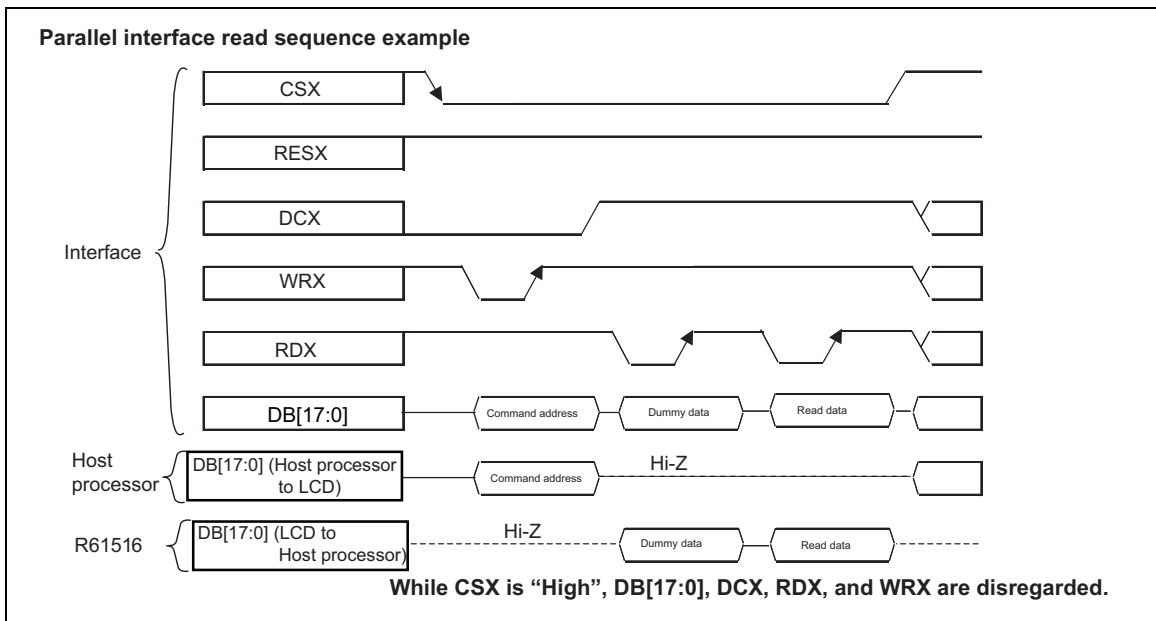 Parallel interface read sequence example
CSX
RESX
DCX
Interface
WRX
RDX
DB[17:0]
Command address
Dummy data
Read data
Host
processor
DB[17:0] (Host processor
to LCD)
Command address
Hi-Z
R61516
DB[17:0] (LCD to
Host processor)
Hi-Z
Dummy data
Read data
While CSX is “High”, DB[17:0], DCX, RDX, and WRX are disregarded.